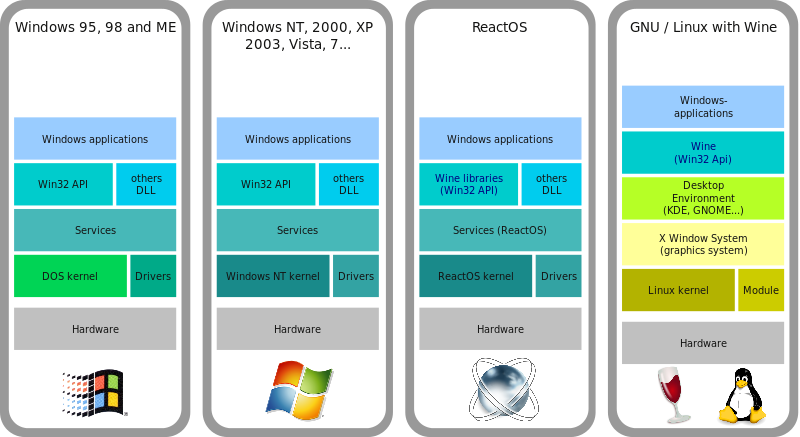 Windows 95, 98 and ME
Windows applications
Win32 API
others
DLL
Services
DOS kernel
Drivers
Hardware
Windows NT, 2000, XP
2003, Vista, 7...
Windows applications
Win32 API
others
DLL
Services
Windows NT kernel
Drivers
Hardware
ReactOS
Windows applications
Wine libraries
(Win32 API)
others
DLL
Services (ReactOS)
ReactOS kernel
Drivers
Hardware
GNU / Linux with Wine
Windows-
applications
Wine
(Win32 Api)
Desktop
Environment
(KDE, GNOME...)
X Window System
(graphics system)
Linux kernel
Module
Hardware